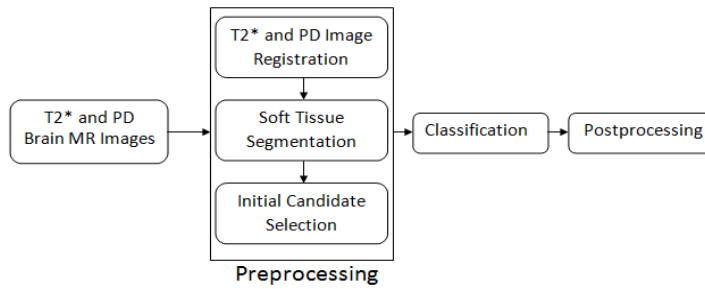 T2* and PD
Brain MR Images
T2* and PD Image
Registration
Soft Tissue
Segmentation
Initial Candidate
Selection
Preprocessing
Classification
Postprocessing